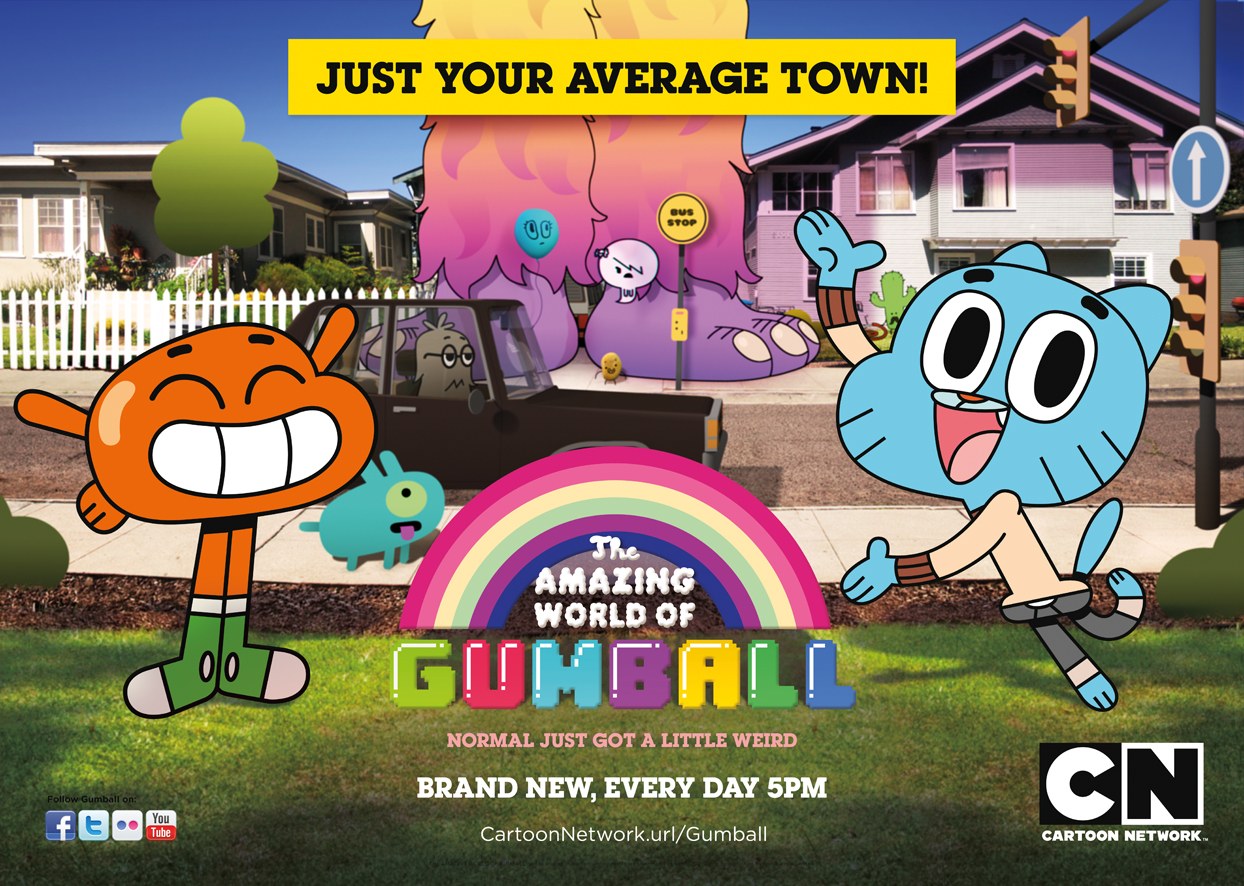 JUST YOUR AVERAGE TOWN!
BUS
STOP
The
AMAZING
WORLD OF
GUMBALL
NORMAL JUST GOT A LITTLE WEIRD
BRAND NEW, EVERY DAY 5PM
CartoonNetwork.url/Gumball
Follow Gumball on:
f
t
You
Tube
CN
CARTOON NETWORK™